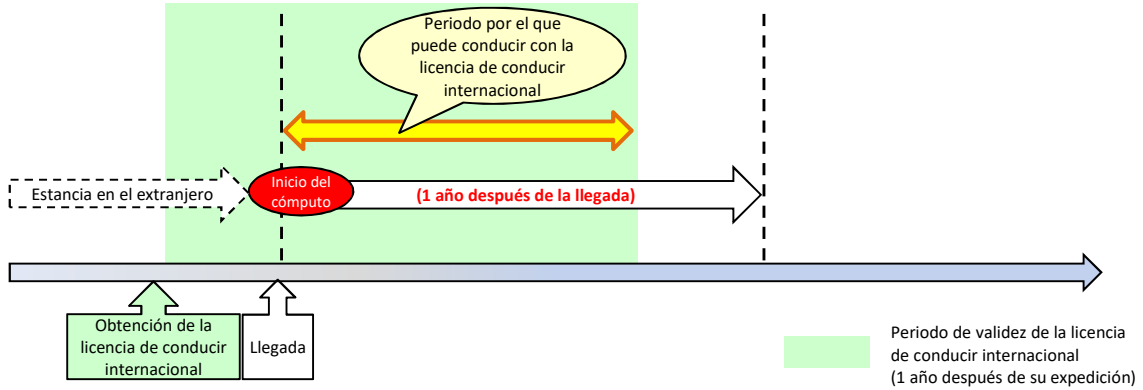 Periodo por el que
puede conducir con la
licencia de conducir
internacional
Estancia en el extranjero
Inicio del
cómputo
(1 año después de la llegada)
Obtención de la
licencia de conducir
internacional
Llegada
Periodo de validez de la licencia
de conducir internacional
(1 año después de su expedición)